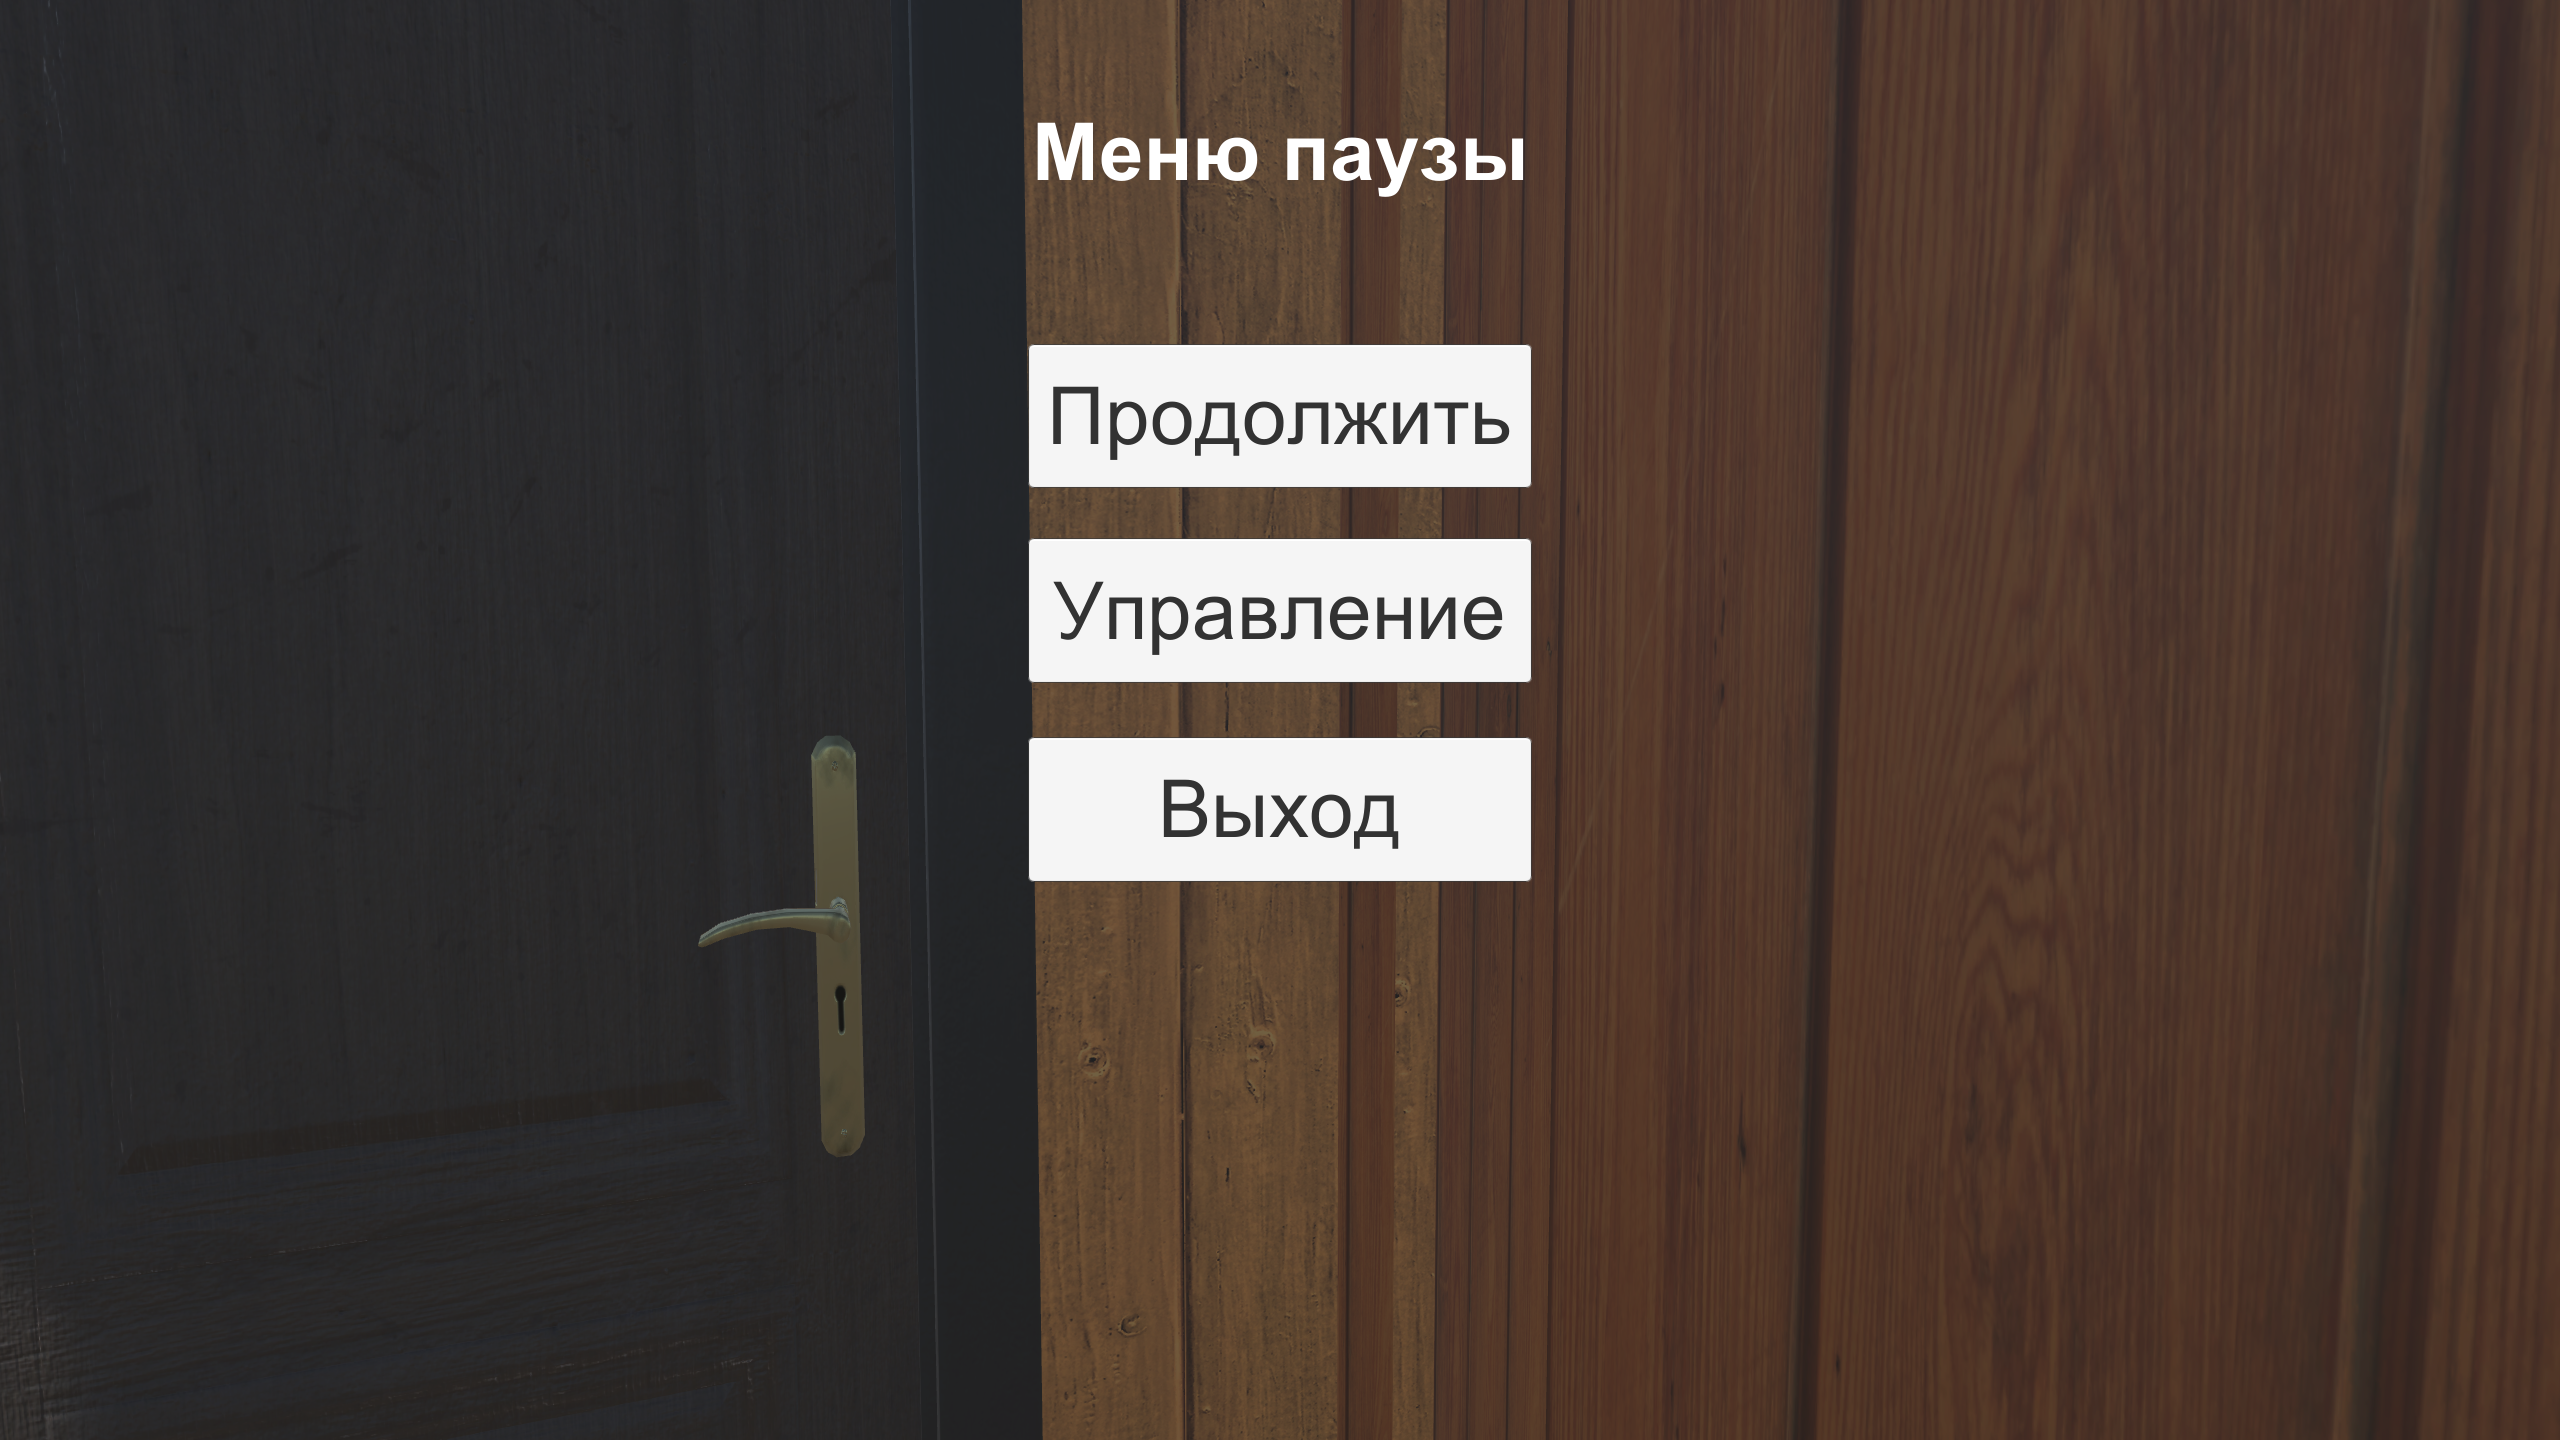 Меню паузы
Продолжить
Управление
Выход